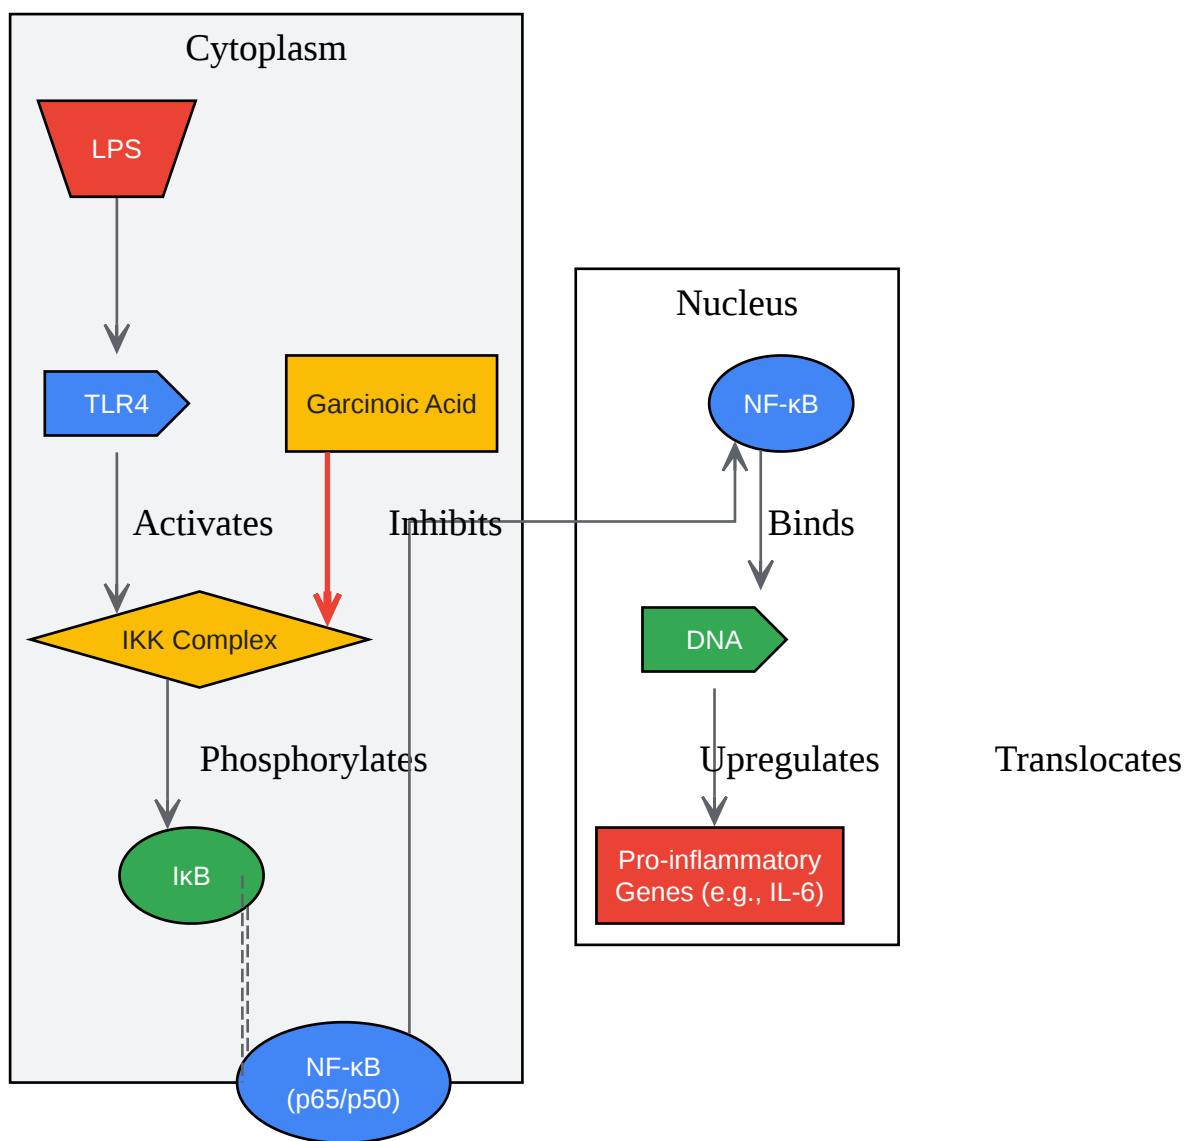 Cytoplasm
LPS
Nucleus
TLR4
Garcinoic Acid
NF-κB
Activates
Inhibits
Binds
IKK Complex
DNA
Phosphorylates
Upregulates
Translocates
IκB
Pro-inflammatory
Genes (e.g., IL-6)
NF-κB
(p65/p50)